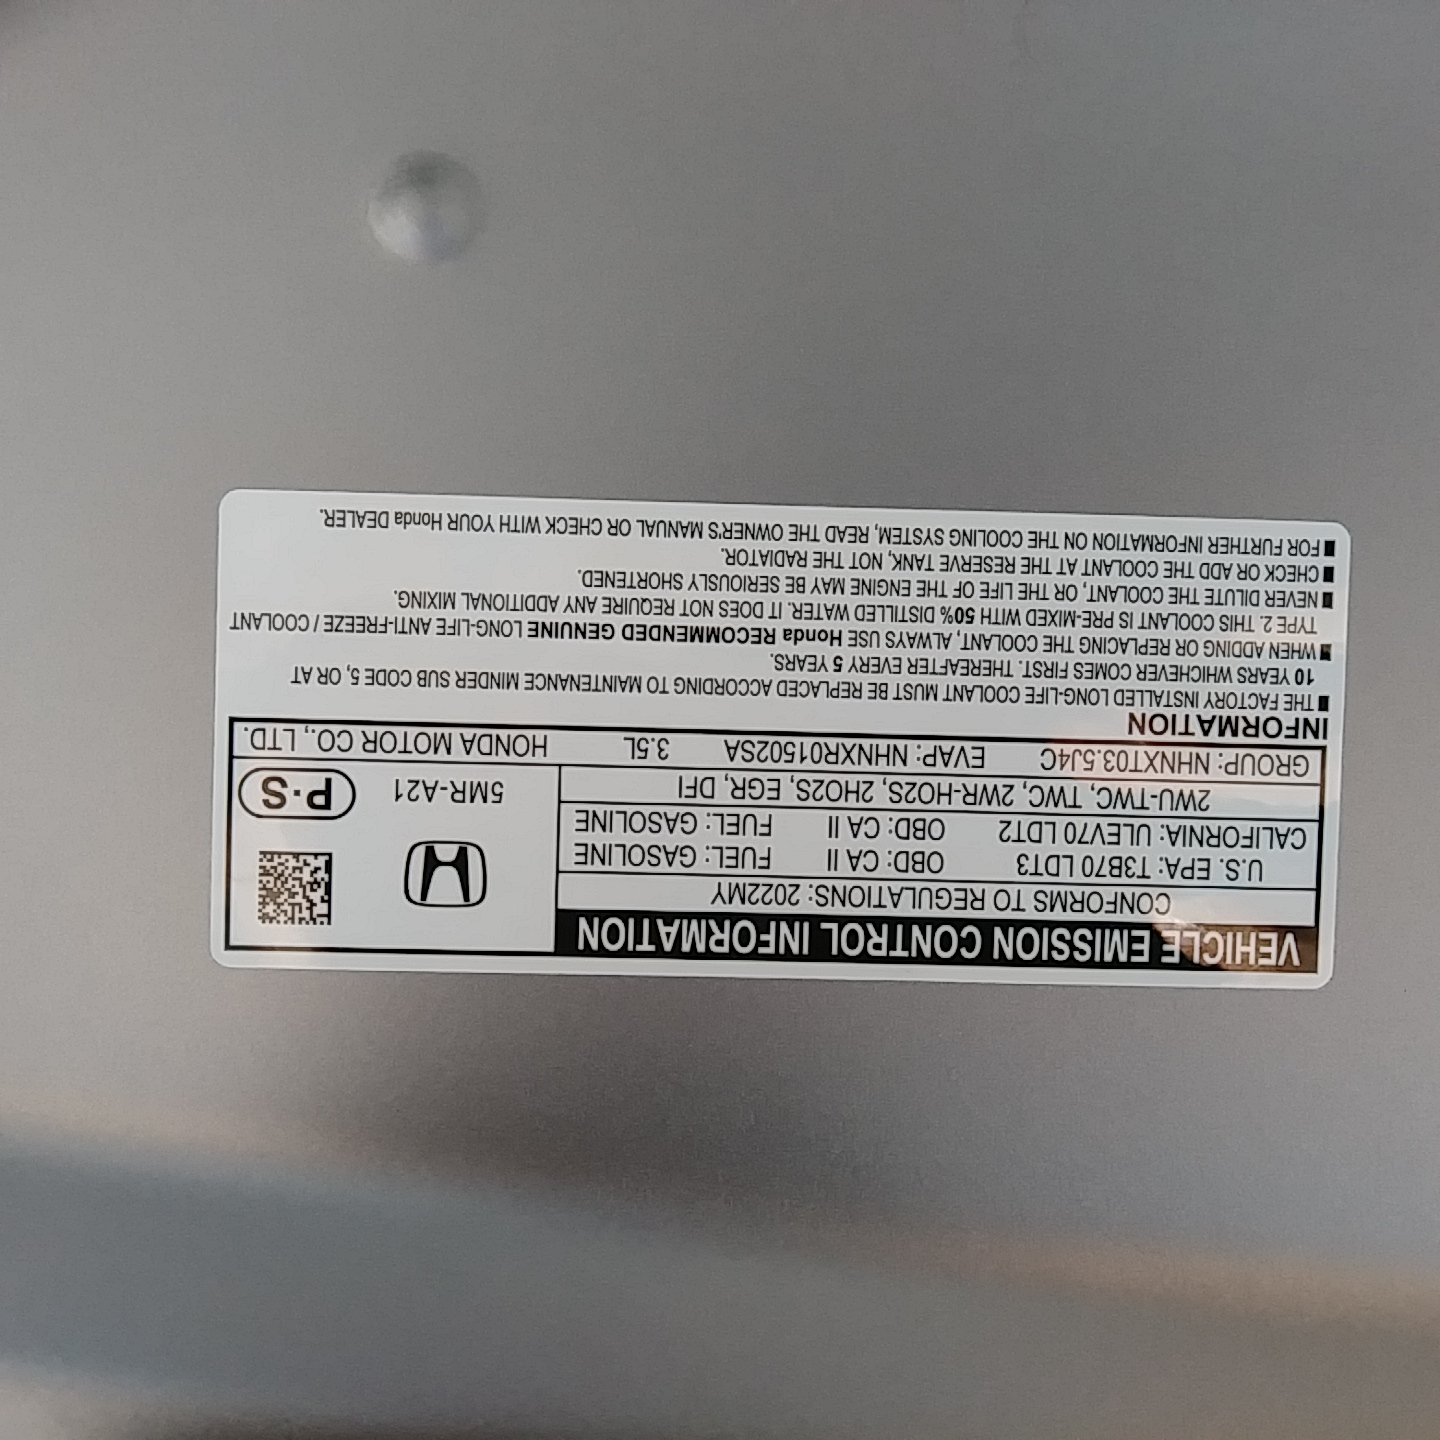 VEHICLE EMISSION CONTROL INFORMATION
CONFORMS TO REGULATIONS: 2022MY
U.S. EPA: T3B70 LDT3 OBD: CA II FUEL: GASOLINE
CALIFORNIA: ULEV70 LDT2 OBD: CA II FUEL: GASOLINE
2WU-TWC, TWC, 2WR-HO2S, 2HO2S, EGR, DFI
5MR-A21 P·S
GROUP: NHNXT03.5J4C EVAP: NHNXR01502SA 3.5L HONDA MOTOR CO., LTD.
INFORMATION
■ THE FACTORY INSTALLED LONG-LIFE COOLANT MUST BE REPLACED ACCORDING TO MAINTENANCE MINDER SUB CODE 5, OR AT
10 YEARS WHICHEVER COMES FIRST. THEREAFTER EVERY 5 YEARS.
■ WHEN ADDING OR REPLACING THE COOLANT, ALWAYS USE Honda RECOMMENDED GENUINE LONG-LIFE ANTI-FREEZE / COOLANT
TYPE 2. THIS COOLANT IS PRE-MIXED WITH 50% DISTILLED WATER. IT DOES NOT REQUIRE ANY ADDITIONAL MIXING.
■ NEVER DILUTE THE COOLANT, OR THE LIFE OF THE ENGINE MAY BE SERIOUSLY SHORTENED.
■ CHECK OR ADD THE COOLANT AT THE RESERVE TANK, NOT THE RADIATOR.
■ FOR FURTHER INFORMATION ON THE COOLING SYSTEM, READ THE OWNER'S MANUAL OR CHECK WITH YOUR Honda DEALER.